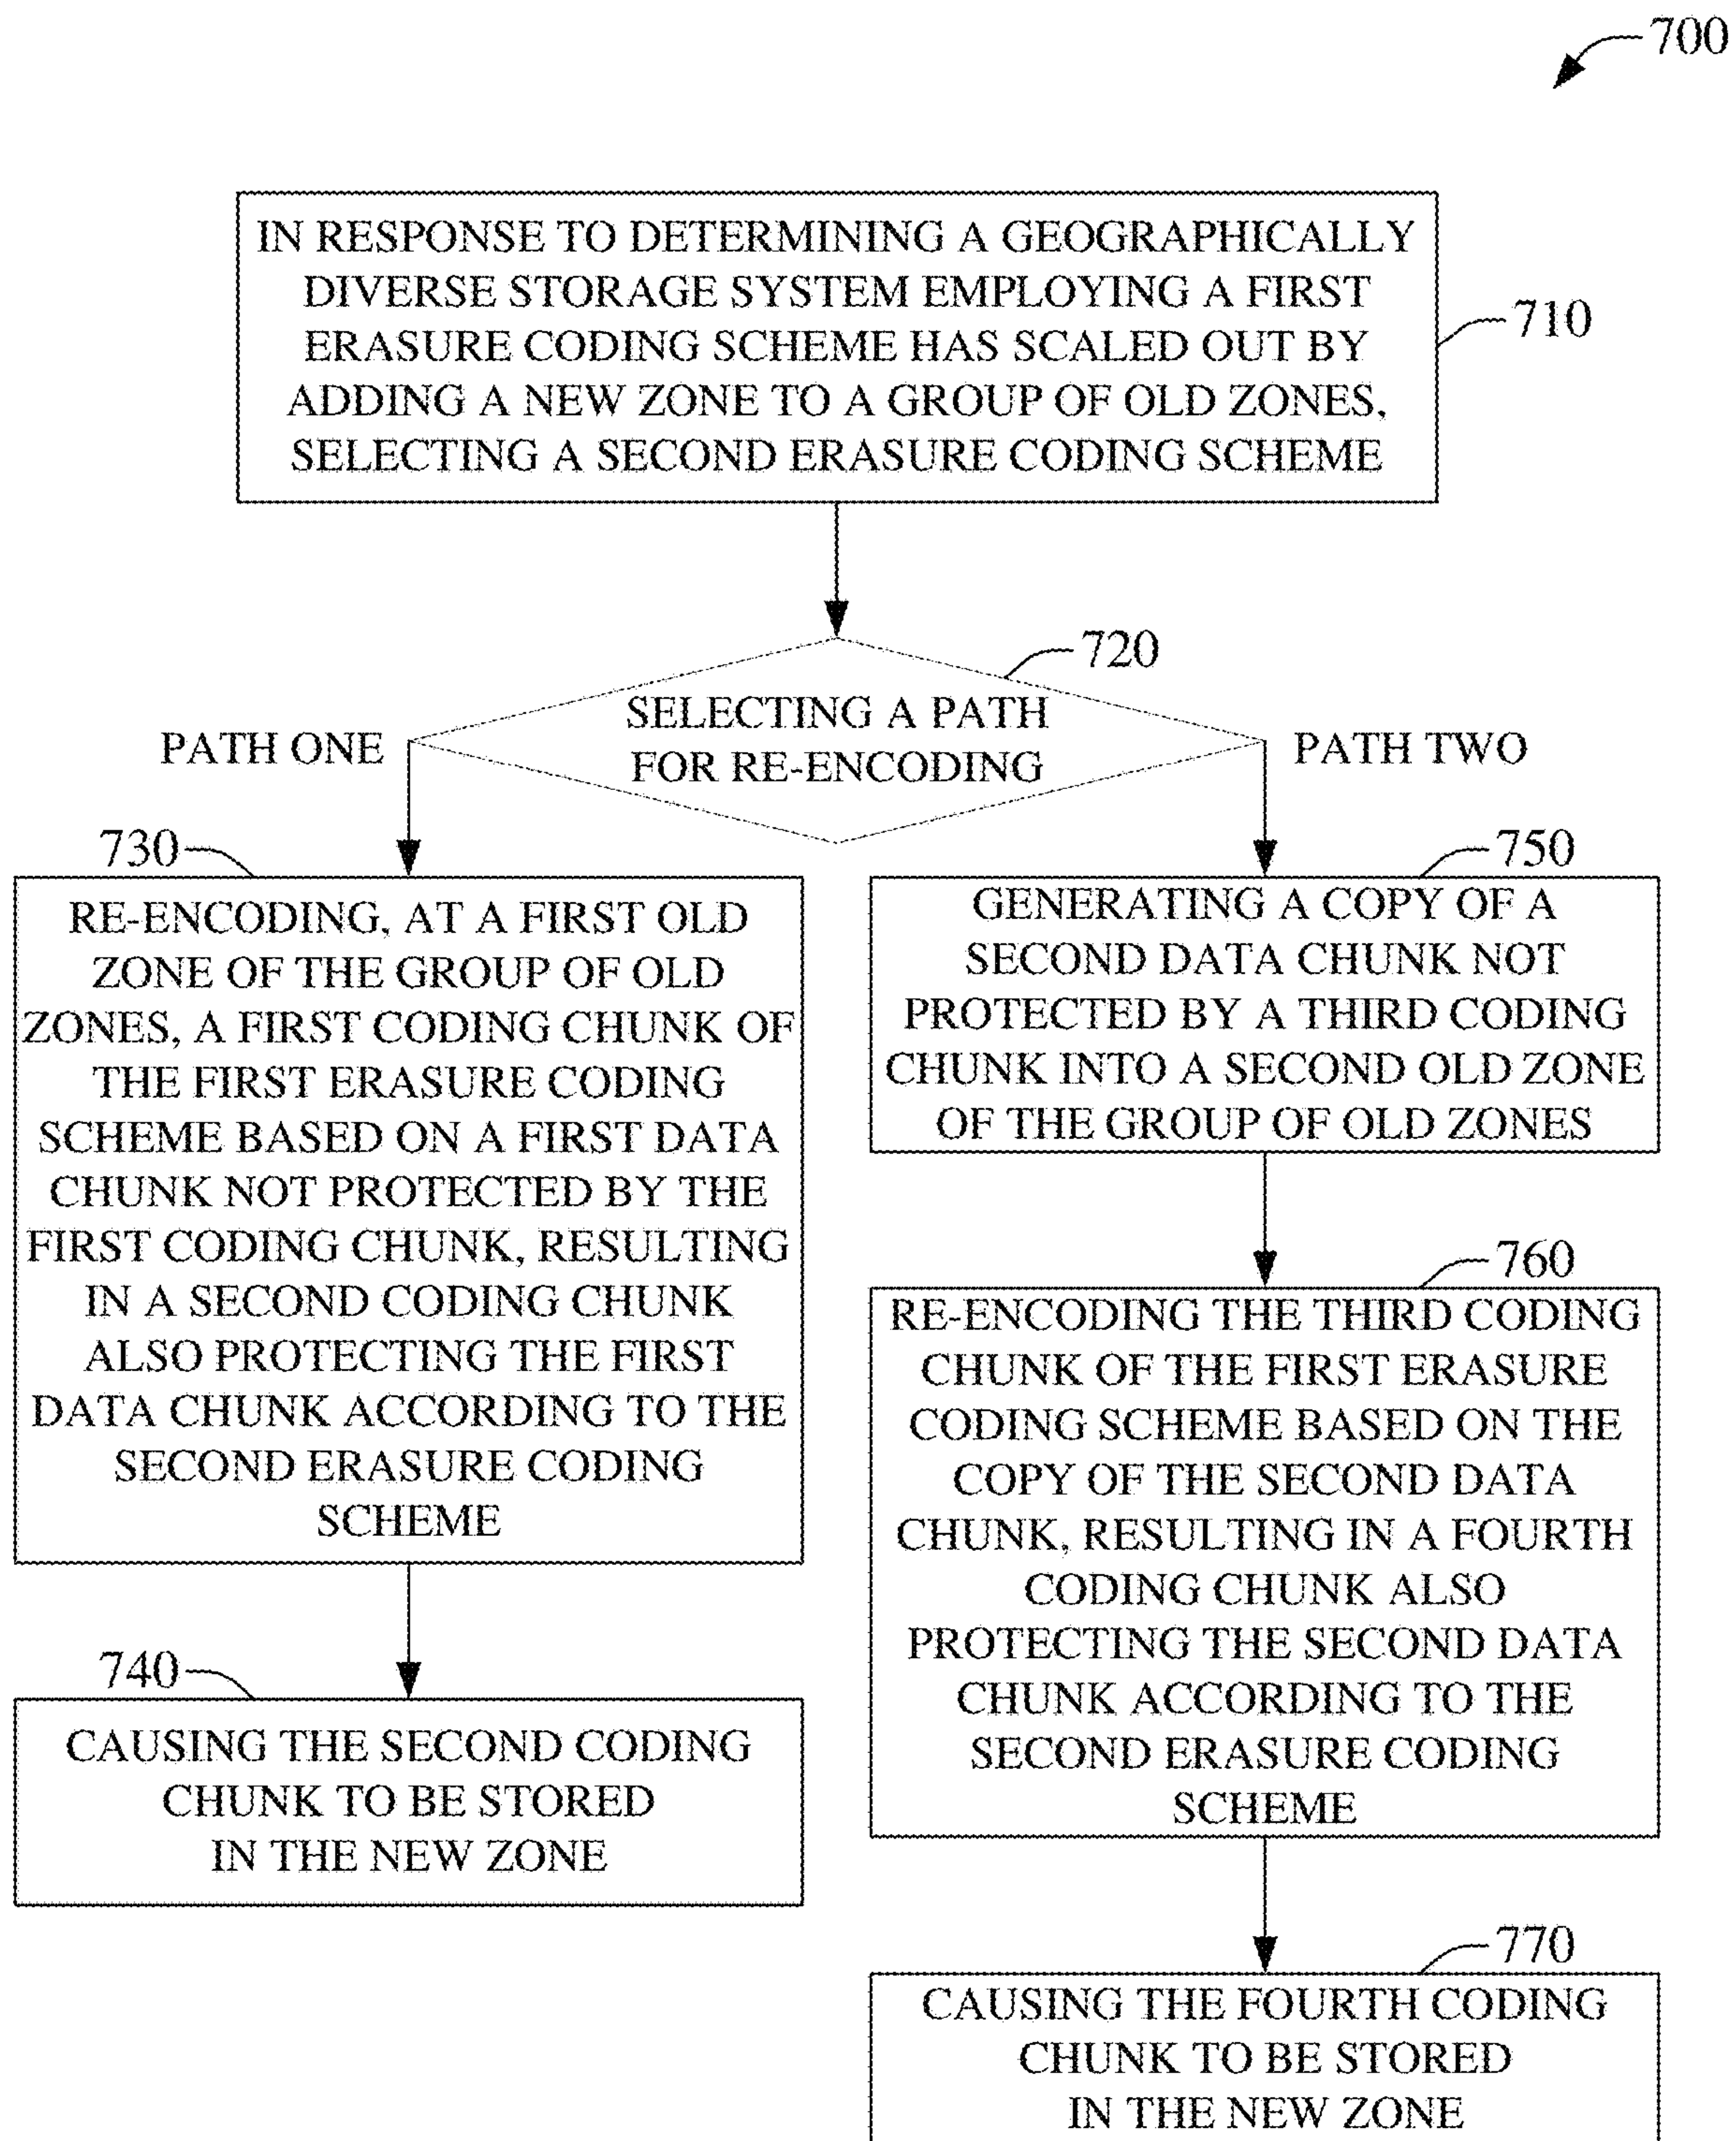 700
IN RESPONSE TO DETERMINING A GEOGRAPHICALLY
DIVERSE STORAGE SYSTEM EMPLOYING A FIRST
ERASURE CODING SCHEME HAS SCALED OUT BY
ADDING A NEW ZONE TO A GROUP OF OLD ZONES,
SELECTING A SECOND ERASURE CODING SCHEME
710
720
SELECTING A PATH
FOR RE-ENCODING
PATH ONE
PATH TWO
730
RE-ENCODING, AT A FIRST OLD
ZONE OF THE GROUP OF OLD
ZONES, A FIRST CODING CHUNK OF
THE FIRST ERASURE CODING
SCHEME BASED ON A FIRST DATA
CHUNK NOT PROTECTED BY THE
FIRST CODING CHUNK, RESULTING
IN A SECOND CODING CHUNK
ALSO PROTECTING THE FIRST
DATA CHUNK ACCORDING TO THE
SECOND ERASURE CODING
SCHEME
740
CAUSING THE SECOND CODING
CHUNK TO BE STORED
IN THE NEW ZONE
750
GENERATING A COPY OF A
SECOND DATA CHUNK NOT
PROTECTED BY A THIRD CODING
CHUNK INTO A SECOND OLD ZONE
OF THE GROUP OF OLD ZONES
760
RE-ENCODING THE THIRD CODING
CHUNK OF THE FIRST ERASURE
CODING SCHEME BASED ON THE
COPY OF THE SECOND DATA
CHUNK, RESULTING IN A FOURTH
CODING CHUNK ALSO
PROTECTING THE SECOND DATA
CHUNK ACCORDING TO THE
SECOND ERASURE CODING
SCHEME
770
CAUSING THE FOURTH CODING
CHUNK TO BE STORED
IN THE NEW ZONE